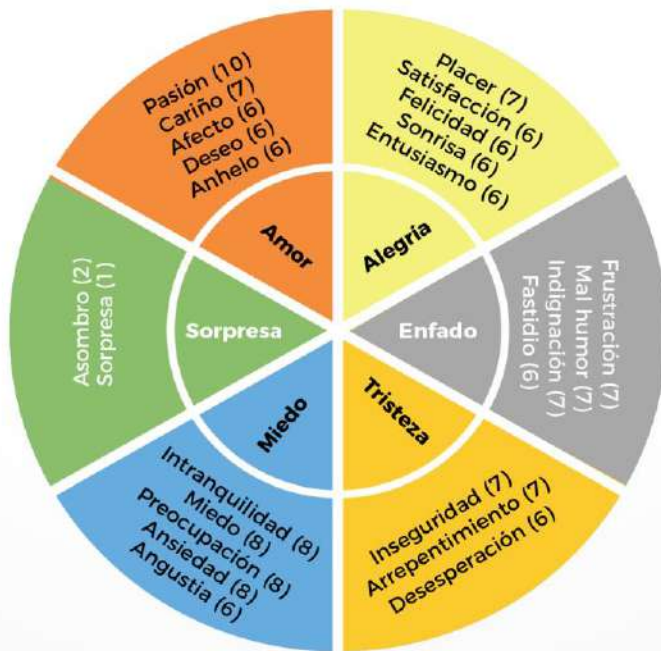 Pasión (10)
Cariño (7)
Afecto (6)
Deseo (6)
Anhelo (6)
Amor
Placer (7)
Satisfacción (6)
Felicidad (6)
Sonrisa (6)
Entusiasmo (6)
Alegría
Asombro (2)
Sorpresa (1)
Sorpresa
Enfado
Frustración (7)
Mal humor (7)
Indignación (7)
Fastidio (6)
Miedo
Intranquilidad (8)
Miedo (8)
Preocupación (8)
Ansiedad (8)
Angustia (6)
Tristeza
Inseguridad (7)
Arrepentimiento (7)
Desesperación (6)